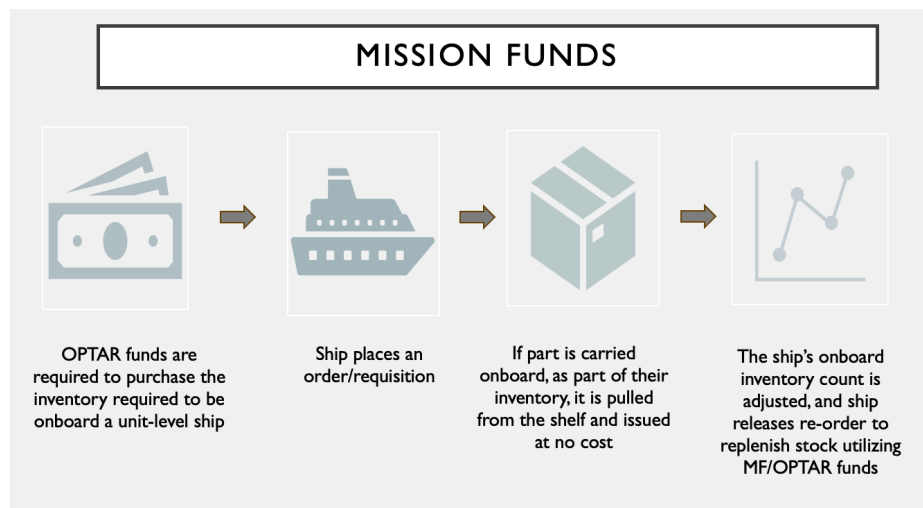 MISSION FUNDS
OPTAR funds are
required to purchase the
inventory required to be
onboard a unit-level ship
Ship places an
order/requisition
If part is carried
onboard, as part of their
inventory, it is pulled
from the shelf and issued
at no cost
The ship's onboard
inventory count is
adjusted, and ship
releases re-order to
replenish stock utilizing
MF/OPTAR funds